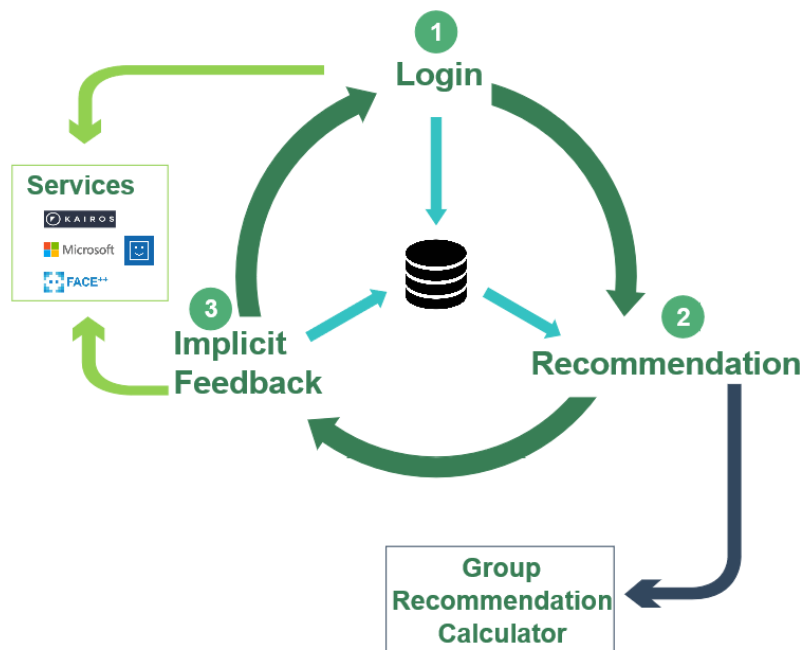 1
Login
Services
KAIROS
Microsoft
FACE++
3
Implicit
Feedback
2
Recommendation
Group
Recommendation
Calculator